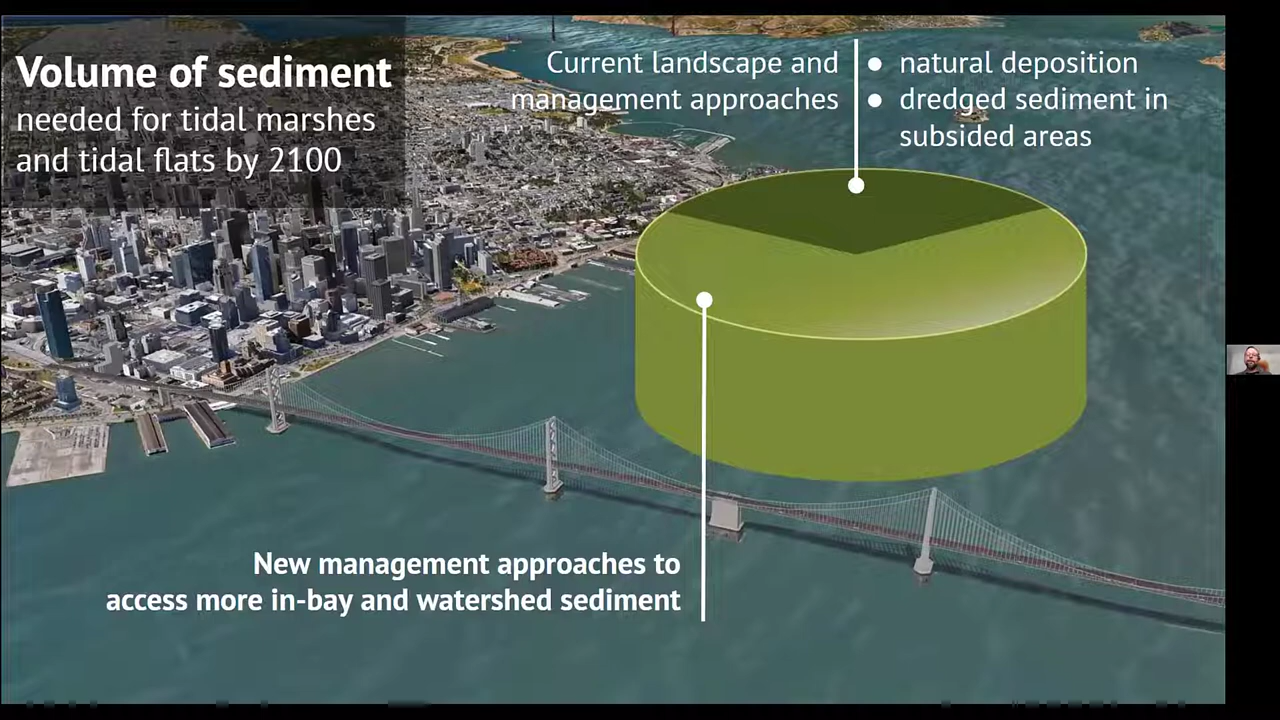 Volume of sediment
needed for tidal marshes
and tidal flats by 2100
Current landscape and
management approaches
● natural deposition
● dredged sediment in
subsided areas
New management approaches to
access more in-bay and watershed sediment